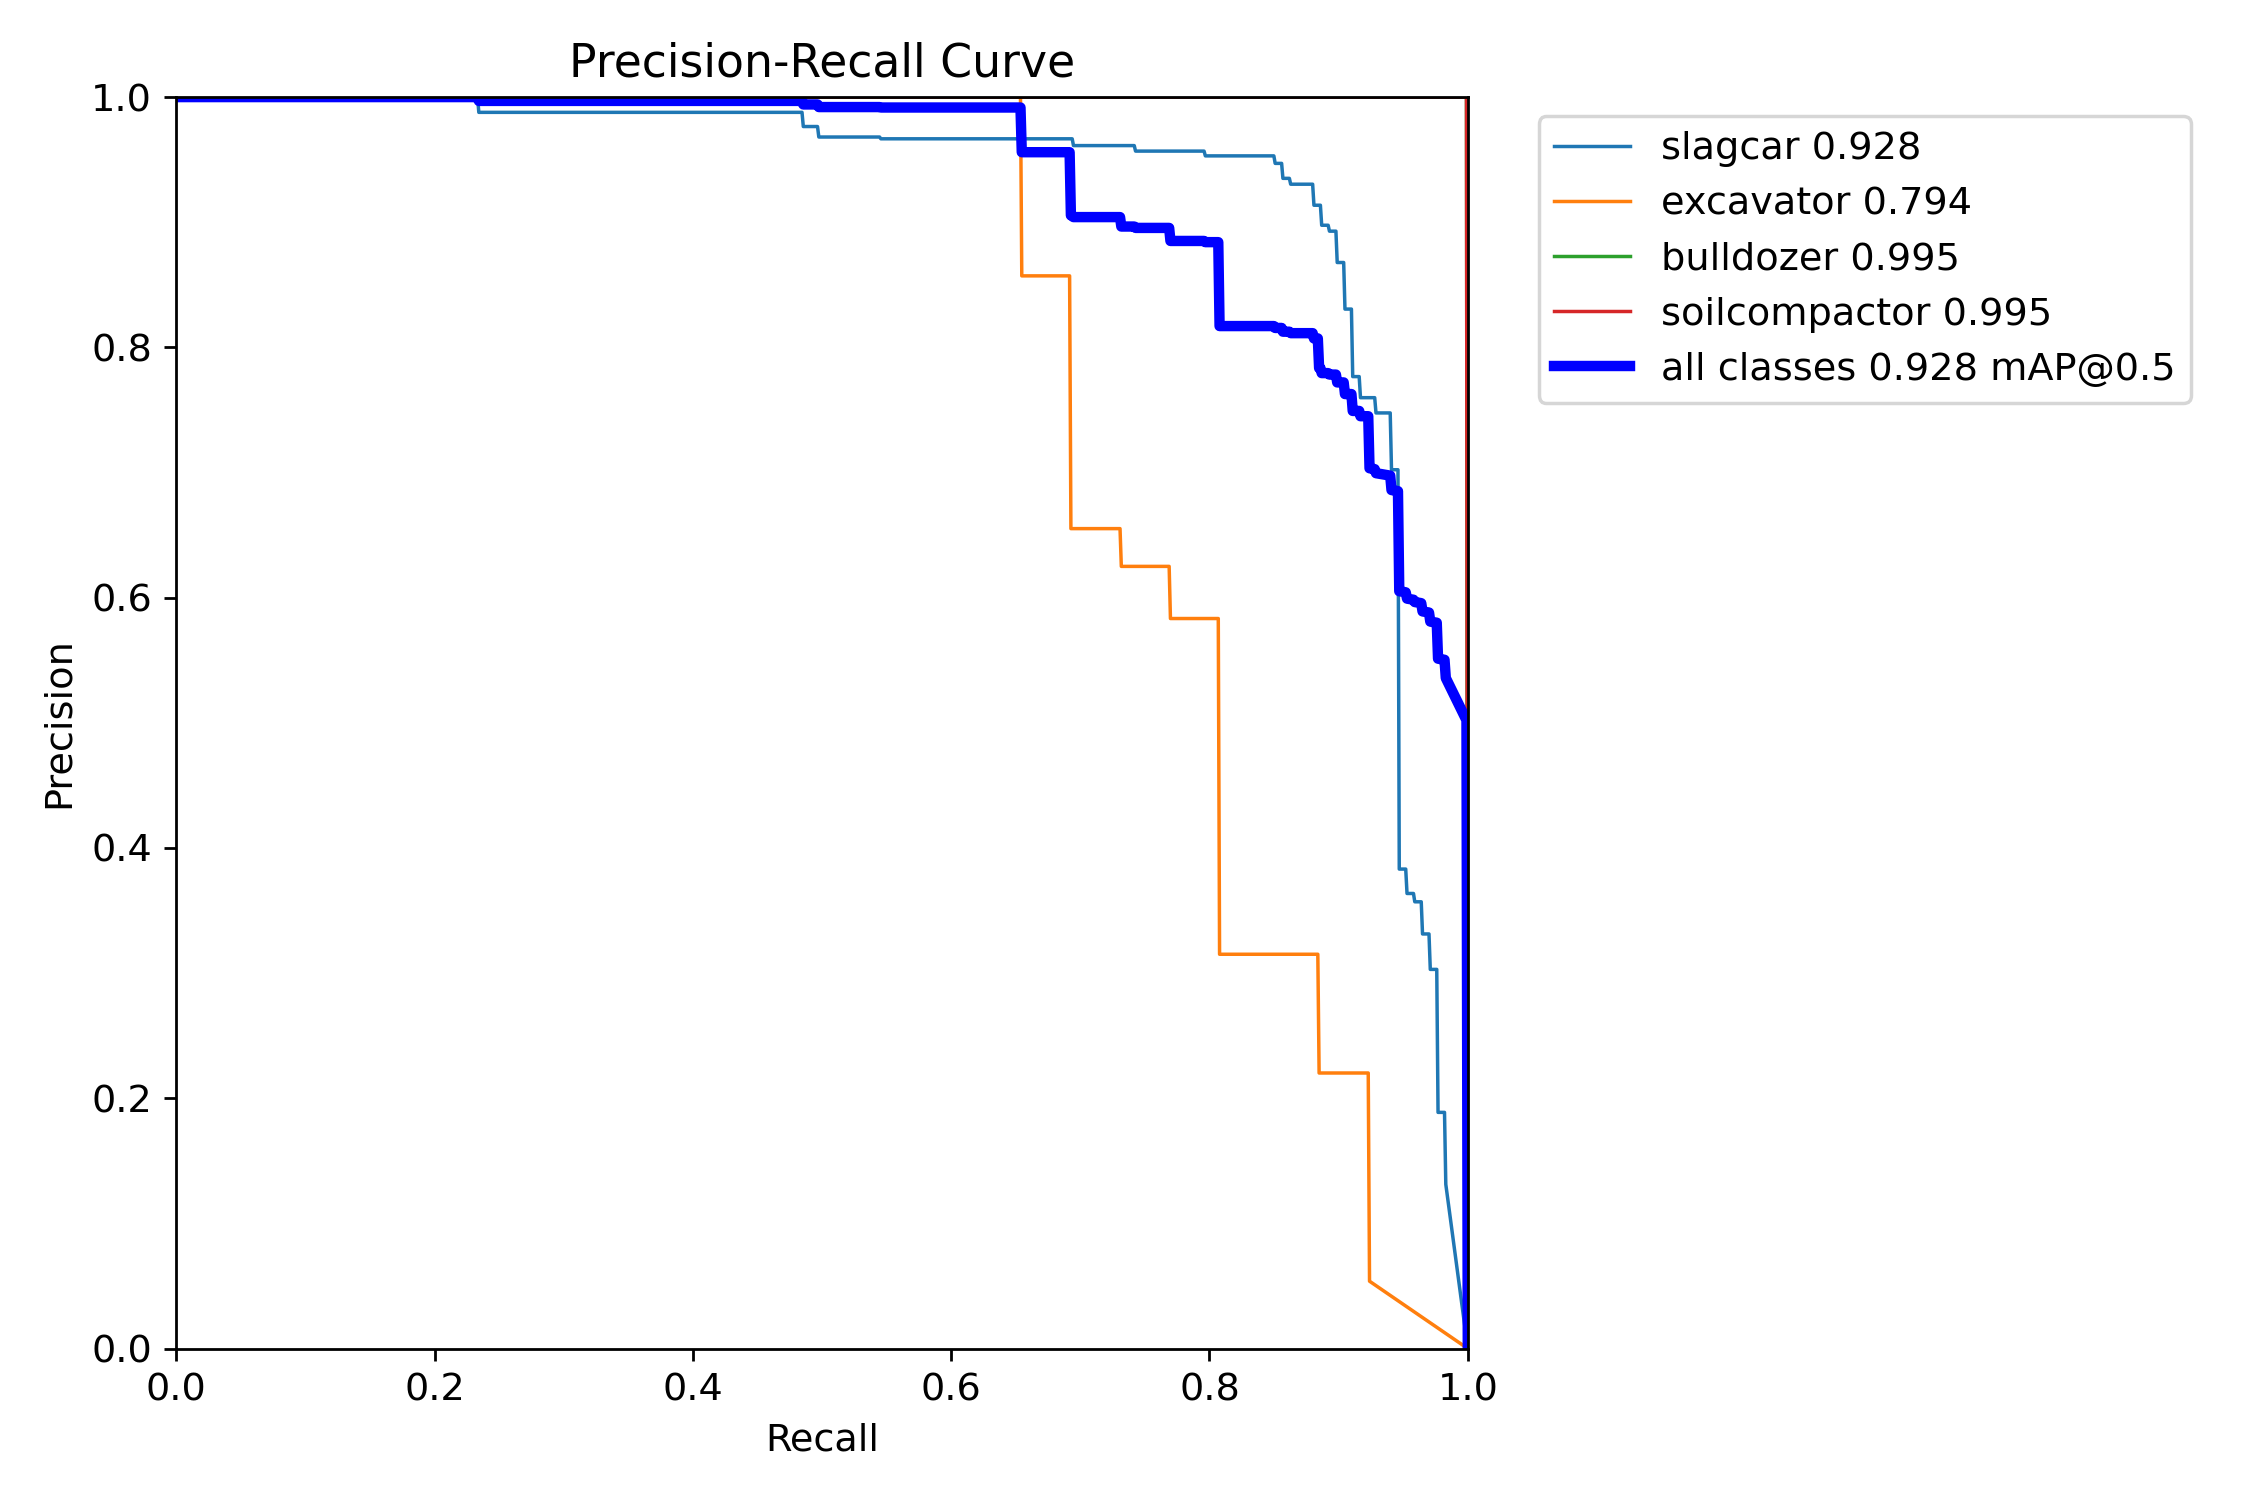 Precision-Recall Curve
1.0
0.8
0.6
0.4
0.2
0.0
Precision
0.0 0.2 0.4 0.6 0.8 1.0
Recall
slagcar 0.928
excavator 0.794
bulldozer 0.995
soilcompactor 0.995
all classes 0.928 mAP@0.5